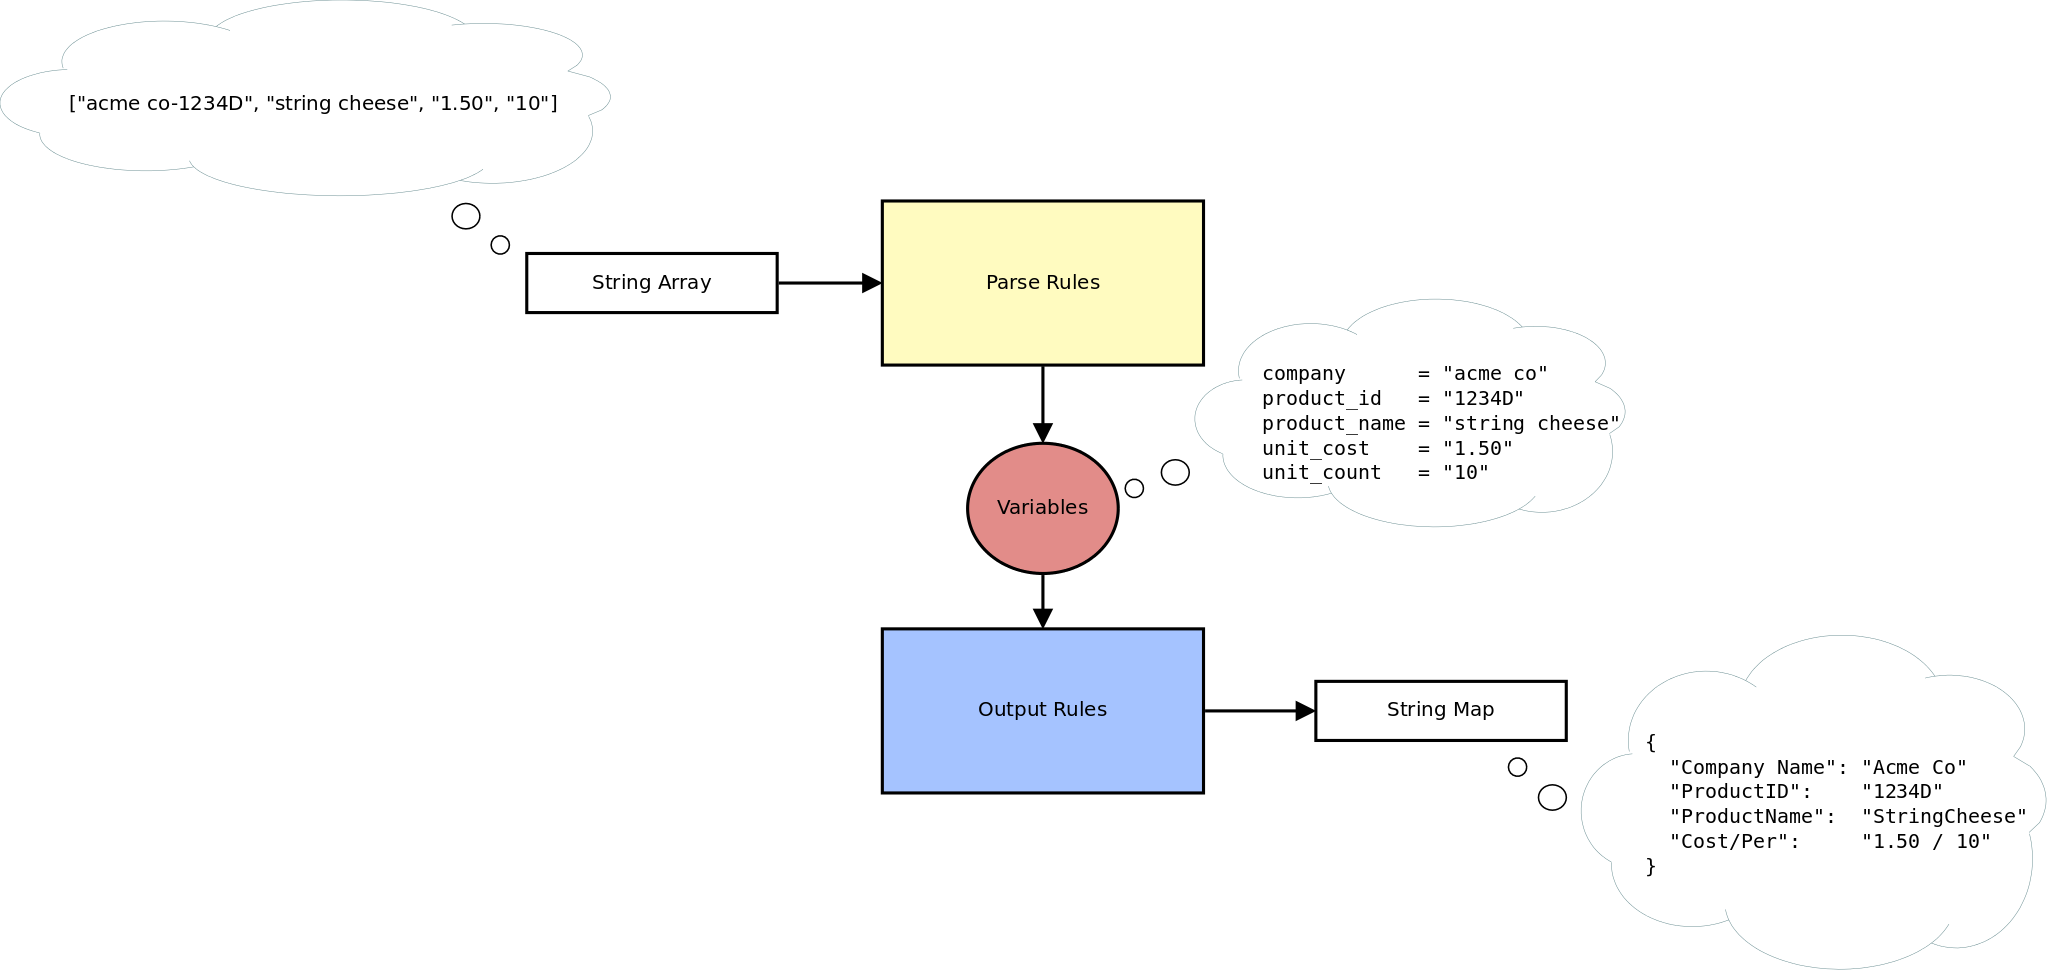 ["acme co-1234D", "string cheese", "1.50", "10"]
String Array
Parse Rules
company      = "acme co"
product_id   = "1234D"
product_name = "string cheese"
unit_cost    = "1.50"
unit_count   = "10"
Variables
Output Rules
String Map
{
  "Company Name": "Acme Co"
  "ProductID":    "1234D"
  "ProductName":  "StringCheese"
  "Cost/Per":     "1.50 / 10"
}